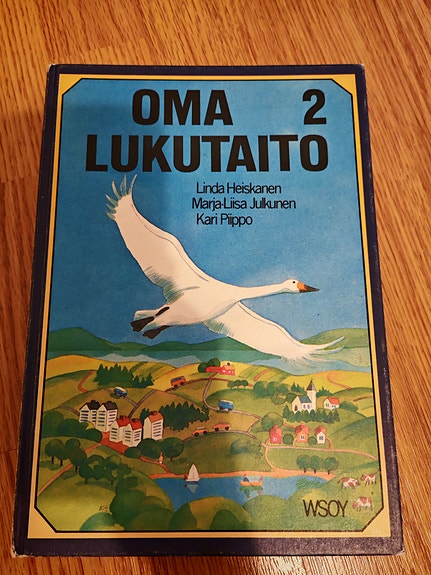 OMA 2
LUKUTAITO
Linda Heiskanen
Marja-Liisa Julkunen
Kari Piippo
WSOY